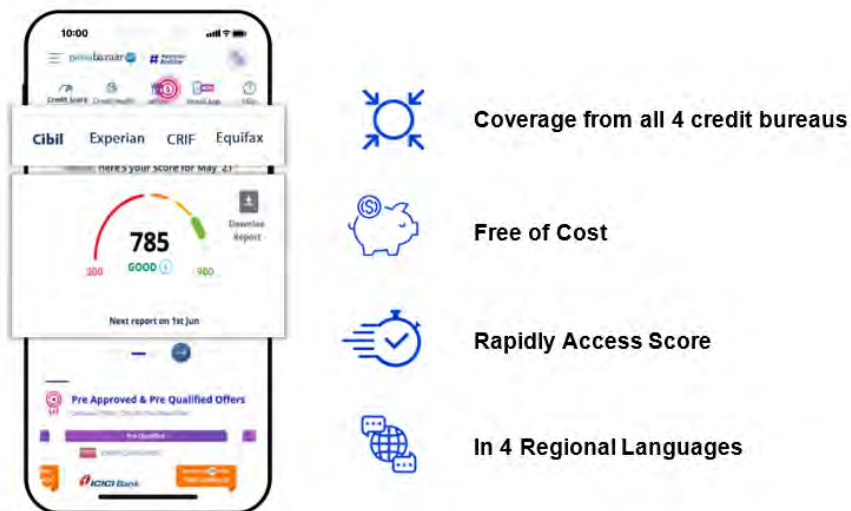 10:00
bazaar
Credit Score
Cibil Experian CRIF Equifax
Here's your Score for May '21
785
GOOD
300
900
Download
Report
Next report on 1st Jun
Pre Approved & Pre Qualified Offers
Pre Qualified
ICICI Bank
Coverage from all 4 credit bureaus
Free of Cost
Rapidly Access Score
In 4 Regional Languages